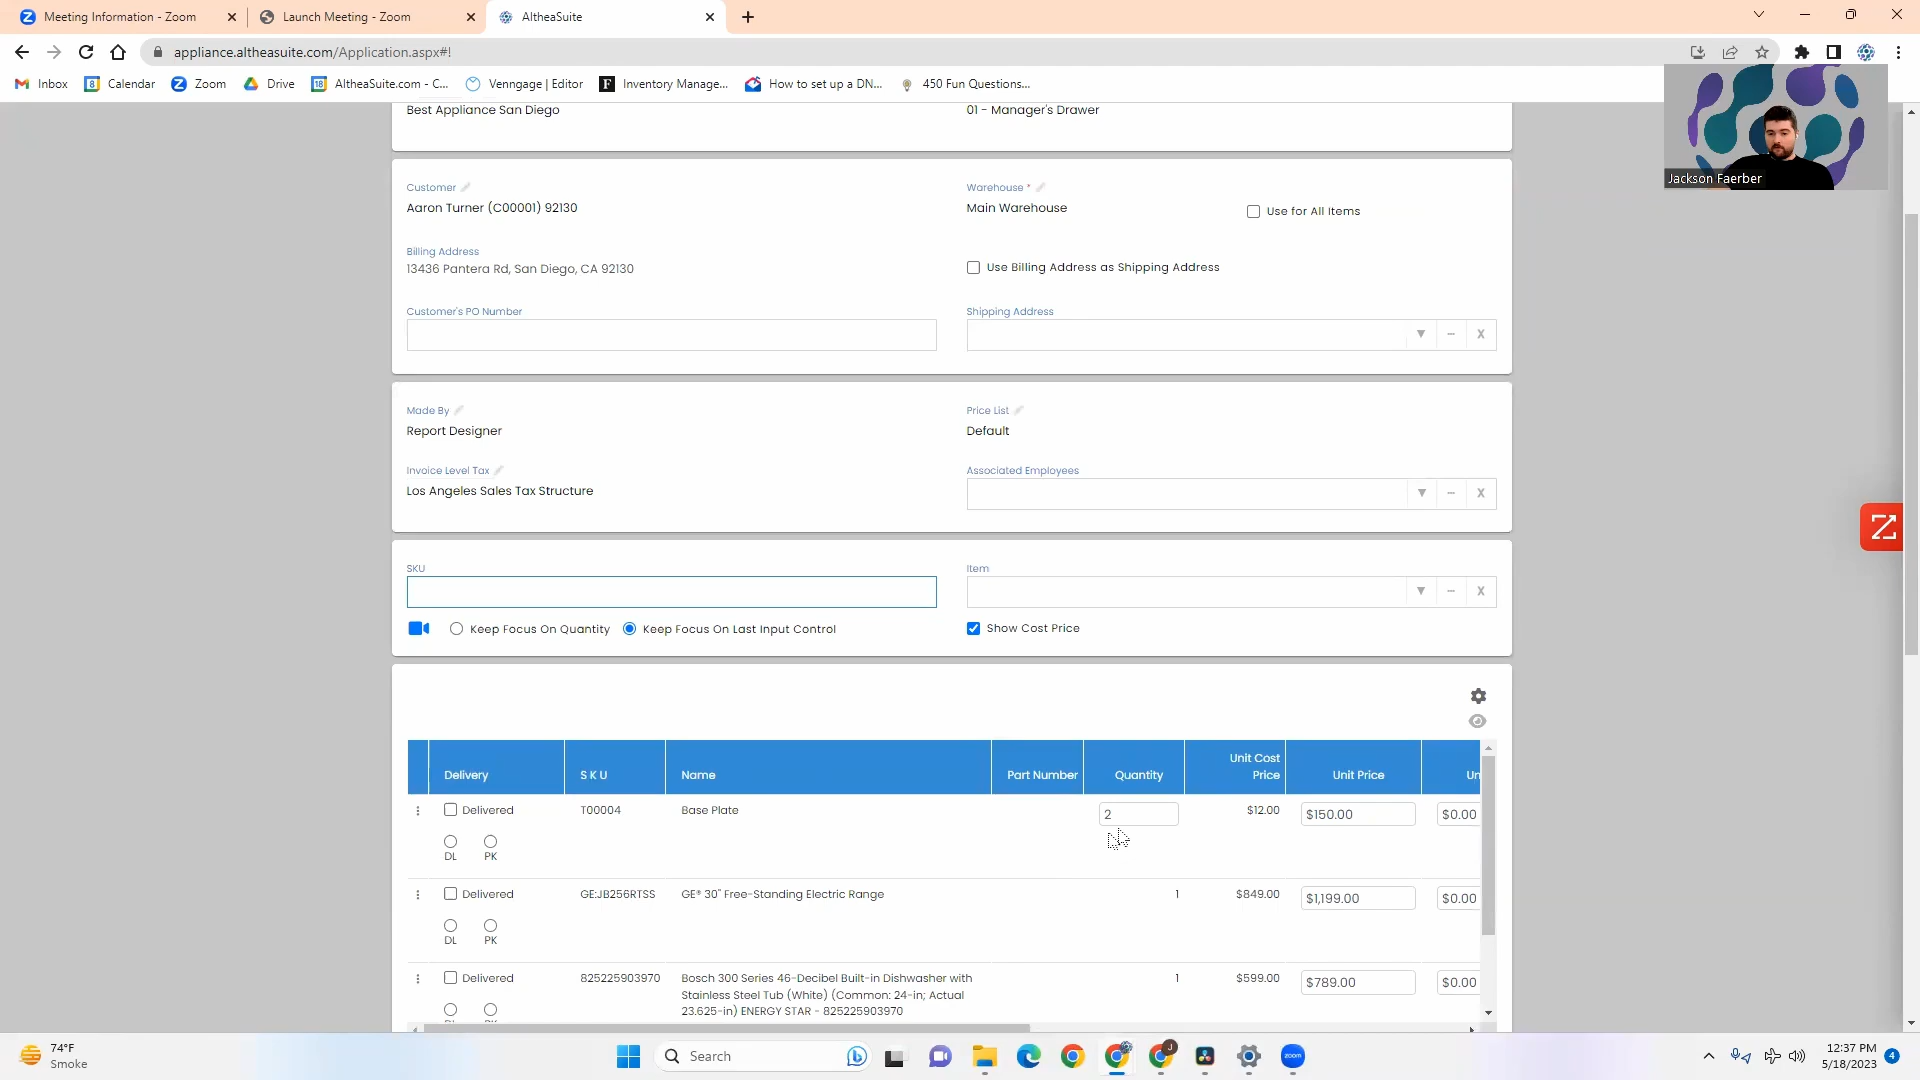 Meeting Information - Zoom
Launch Meeting - Zoom
AltheaSuite
appliance.altheasuite.com/Application.aspx#!
Inbox
Calendar
Zoom
Drive
AltheaSuite.com - C...
Venngage | Editor
Inventory Manage...
How to set up a DN...
450 Fun Questions...
Best Appliance San Diego
01 - Manager's Drawer
Jackson Faerber
Customer
Warehouse *
Aaron Turner (C00001) 92130
Main Warehouse
Use for All Items
Billing Address
13436 Pantera Rd, San Diego, CA 92130
Use Billing Address as Shipping Address
Customer's PO Number
Shipping Address
Made By
Price List
Report Designer
Default
Invoice Level Tax
Associated Employees
Los Angeles Sales Tax Structure
SKU
Item
Keep Focus On Quantity
Keep Focus On Last Input Control
Show Cost Price
Delivery
S K U
Name
Part Number
Quantity
Unit Cost
Price
Unit Price
Un
Delivered
T00004
Base Plate
2
$12.00
$150.00
$0.00
DL
PK
Delivered
GE:JB256RTSS
GE® 30" Free-Standing Electric Range
1
$849.00
$1,199.00
$0.00
DL
PK
Delivered
825225903970
Bosch 300 Series 46-Decibel Built-in Dishwasher with
Stainless Steel Tub (White) (Common: 24-in; Actual
23.625-in) ENERGY STAR - 825225903970
1
$599.00
$789.00
$0.00
74°F
Smoke
Search
zoom
12:37 PM
5/18/2023
4